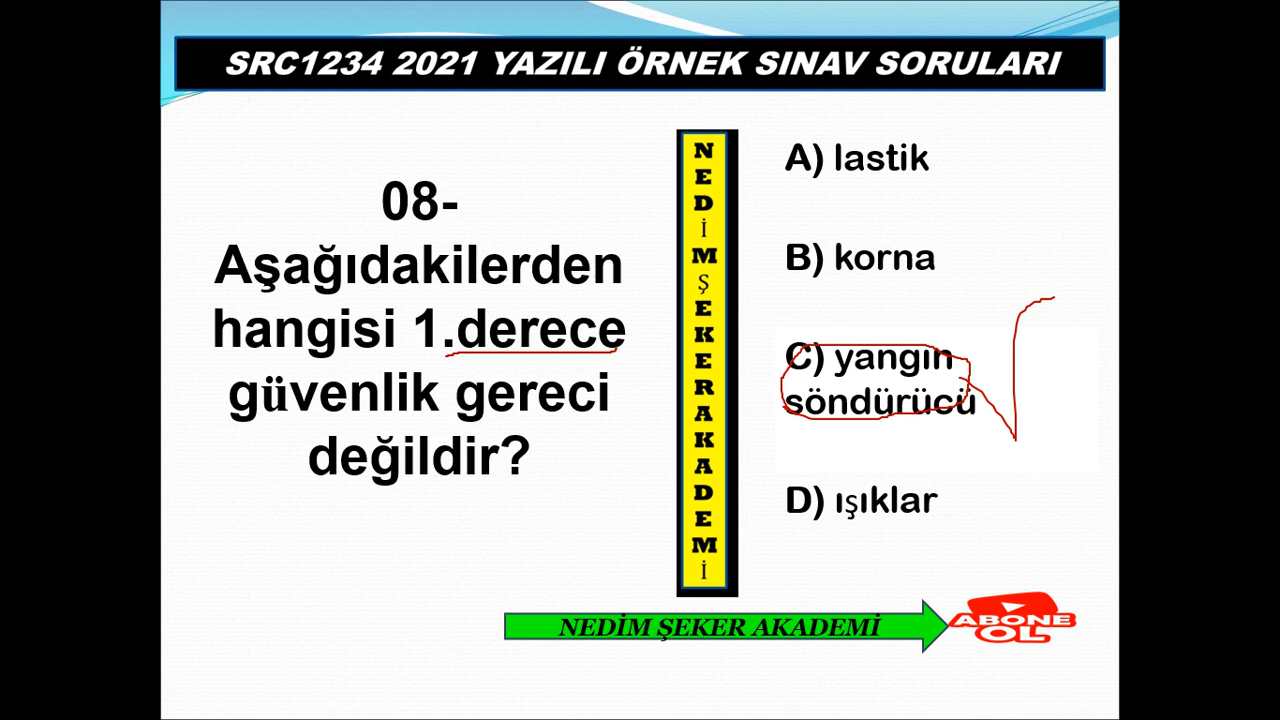 SRC1234 2021 YAZILI ÖRNEK SINAV SORULARI
08-
Aşağıdakilerden
hangisi 1.derece
güvenlik gereci
değildir?
NEDİMŞEKERAKADEMİ
A) lastik
B) korna
C) yangın
söndürücü
D) ışıklar
NEDİM ŞEKER AKADEMİ
ABONE
OL